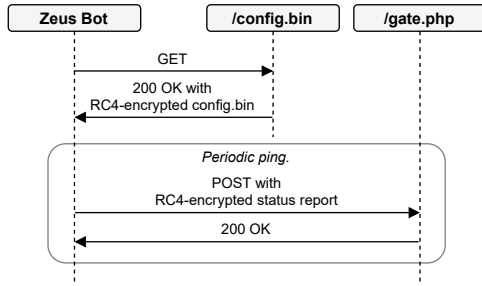 Zeus Bot
/config.bin
/gate.php
GET
200 OK with
RC4-encrypted config.bin
Periodic ping.
POST with
RC4-encrypted status report
200 OK